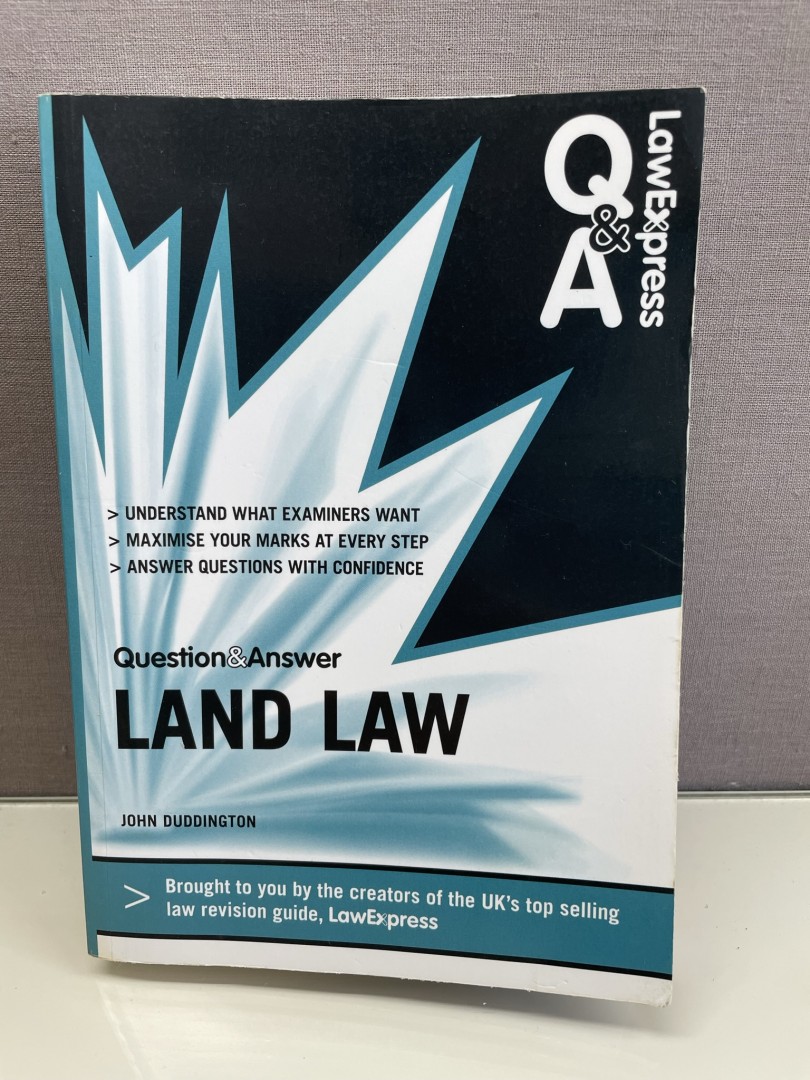 Q&A
LawExpress
> UNDERSTAND WHAT EXAMINERS WANT
> MAXIMISE YOUR MARKS AT EVERY STEP
> ANSWER QUESTIONS WITH CONFIDENCE
Question&Answer
LAND LAW
JOHN DUDDINGTON
> Brought to you by the creators of the UK's top selling
law revision guide, LawExpress